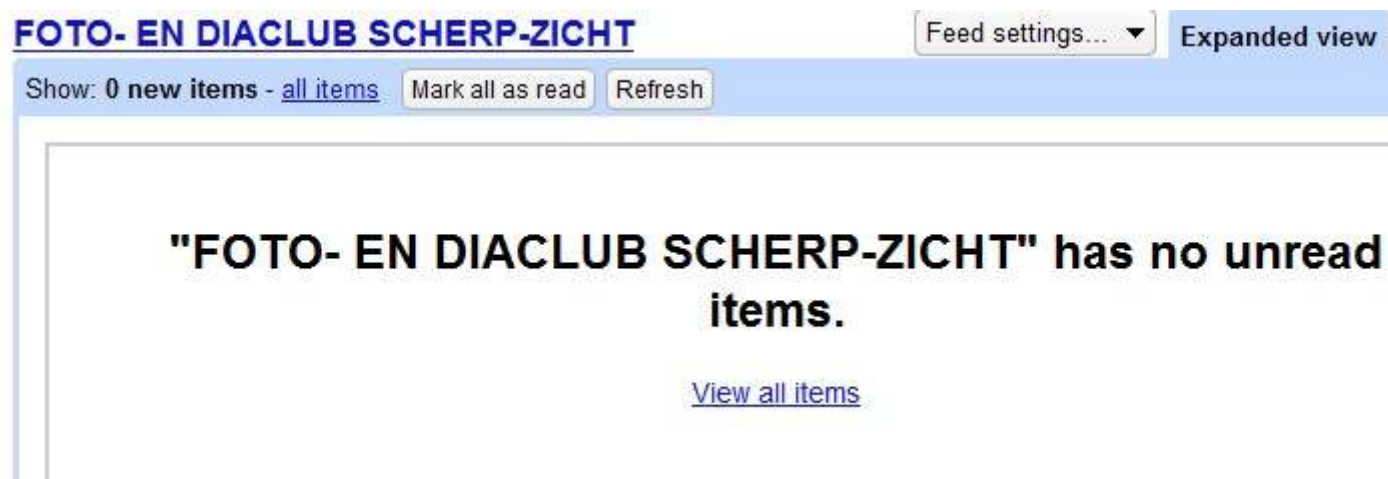 FOTO- EN DIACLUB SCHERP-ZICHT Feed settings... Expanded view
Show: 0 new items - all items Mark all as read Refresh
"FOTO- EN DIACLUB SCHERP-ZICHT" has no unread
items.
View all items